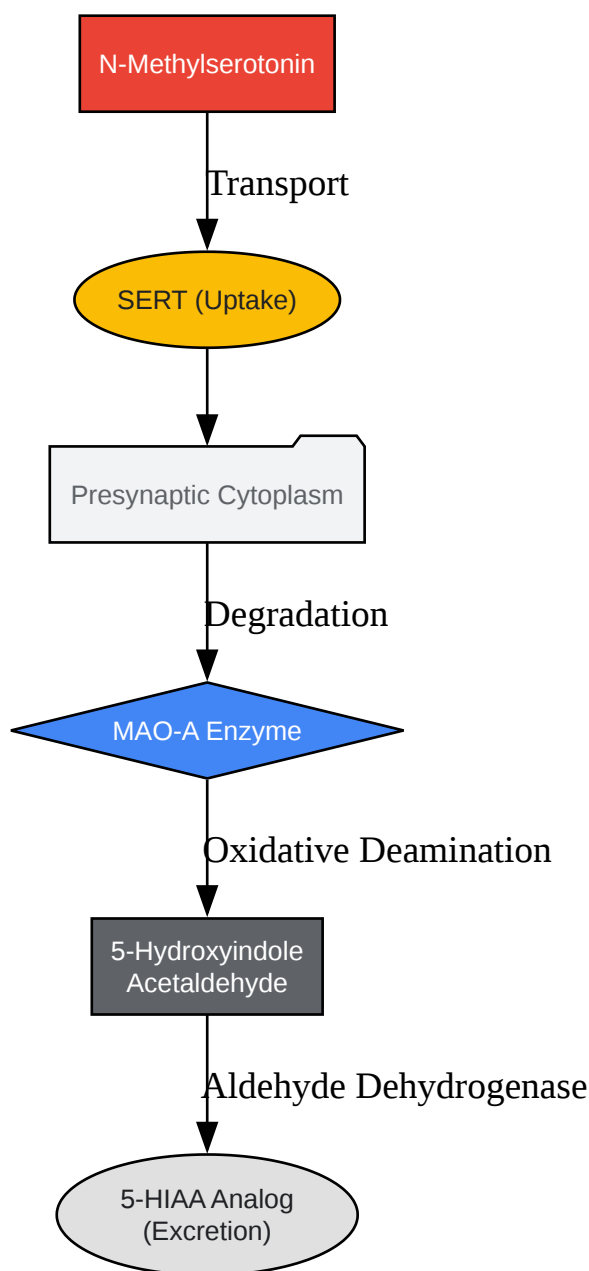 N-Methylserotonin
Transport
SERT (Uptake)
Presynaptic Cytoplasm
Degradation
MAO-A Enzyme
Oxidative Deamination
5-Hydroxyindole
Acetaldehyde
Aldehyde Dehydrogenase
5-HIAA Analog
(Excretion)